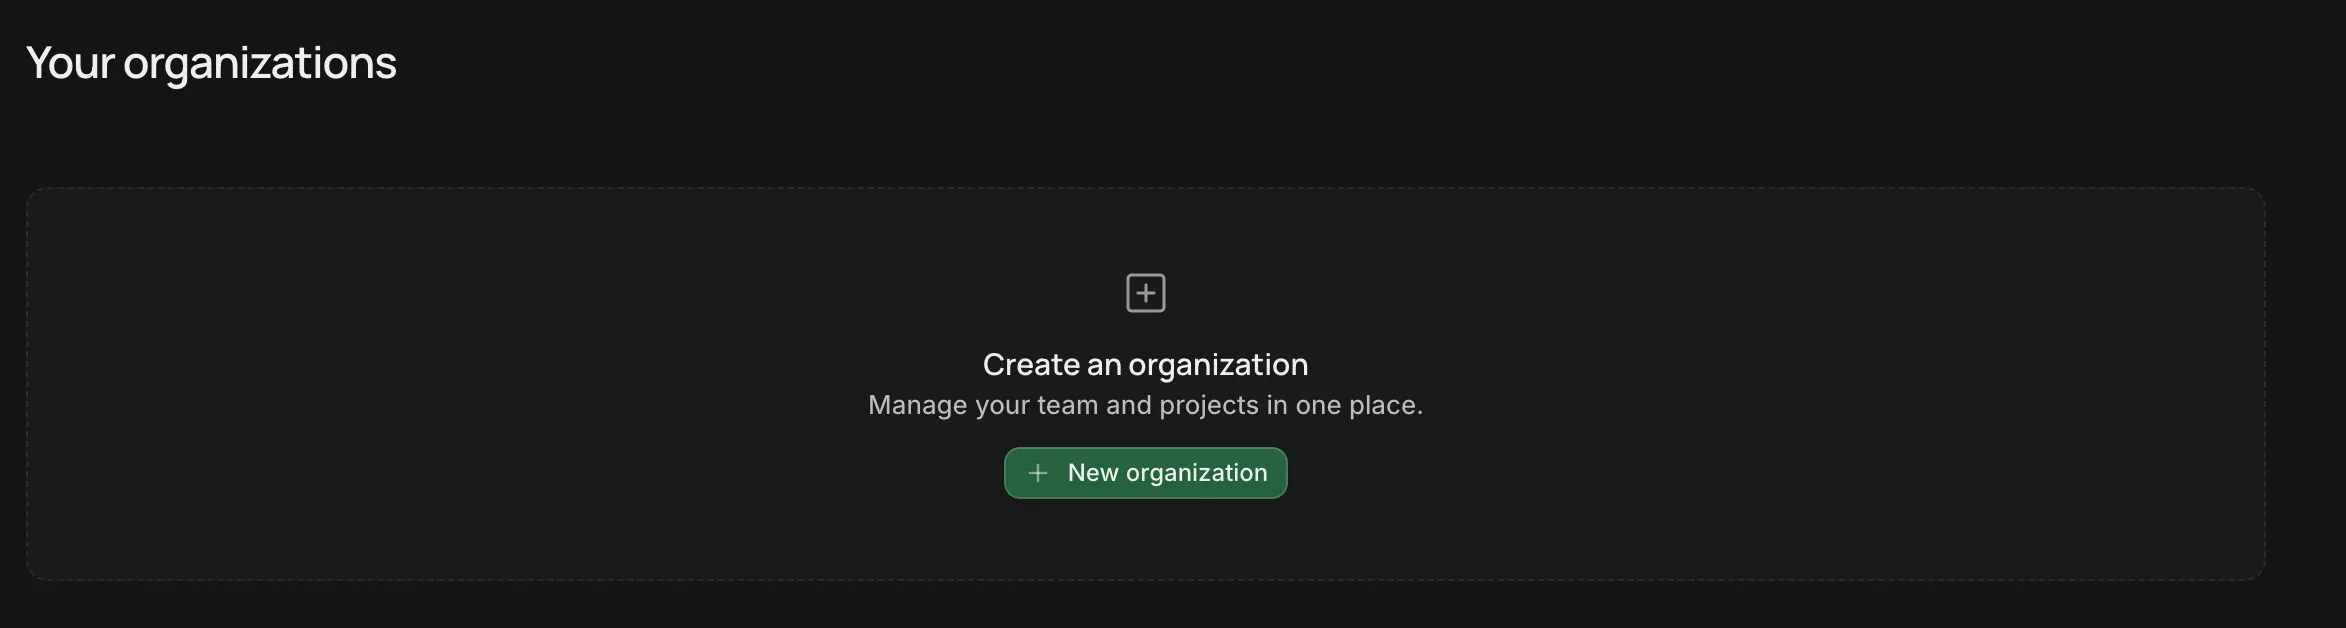 Your organizations
Create an organization
Manage your team and projects in one place.
New organization